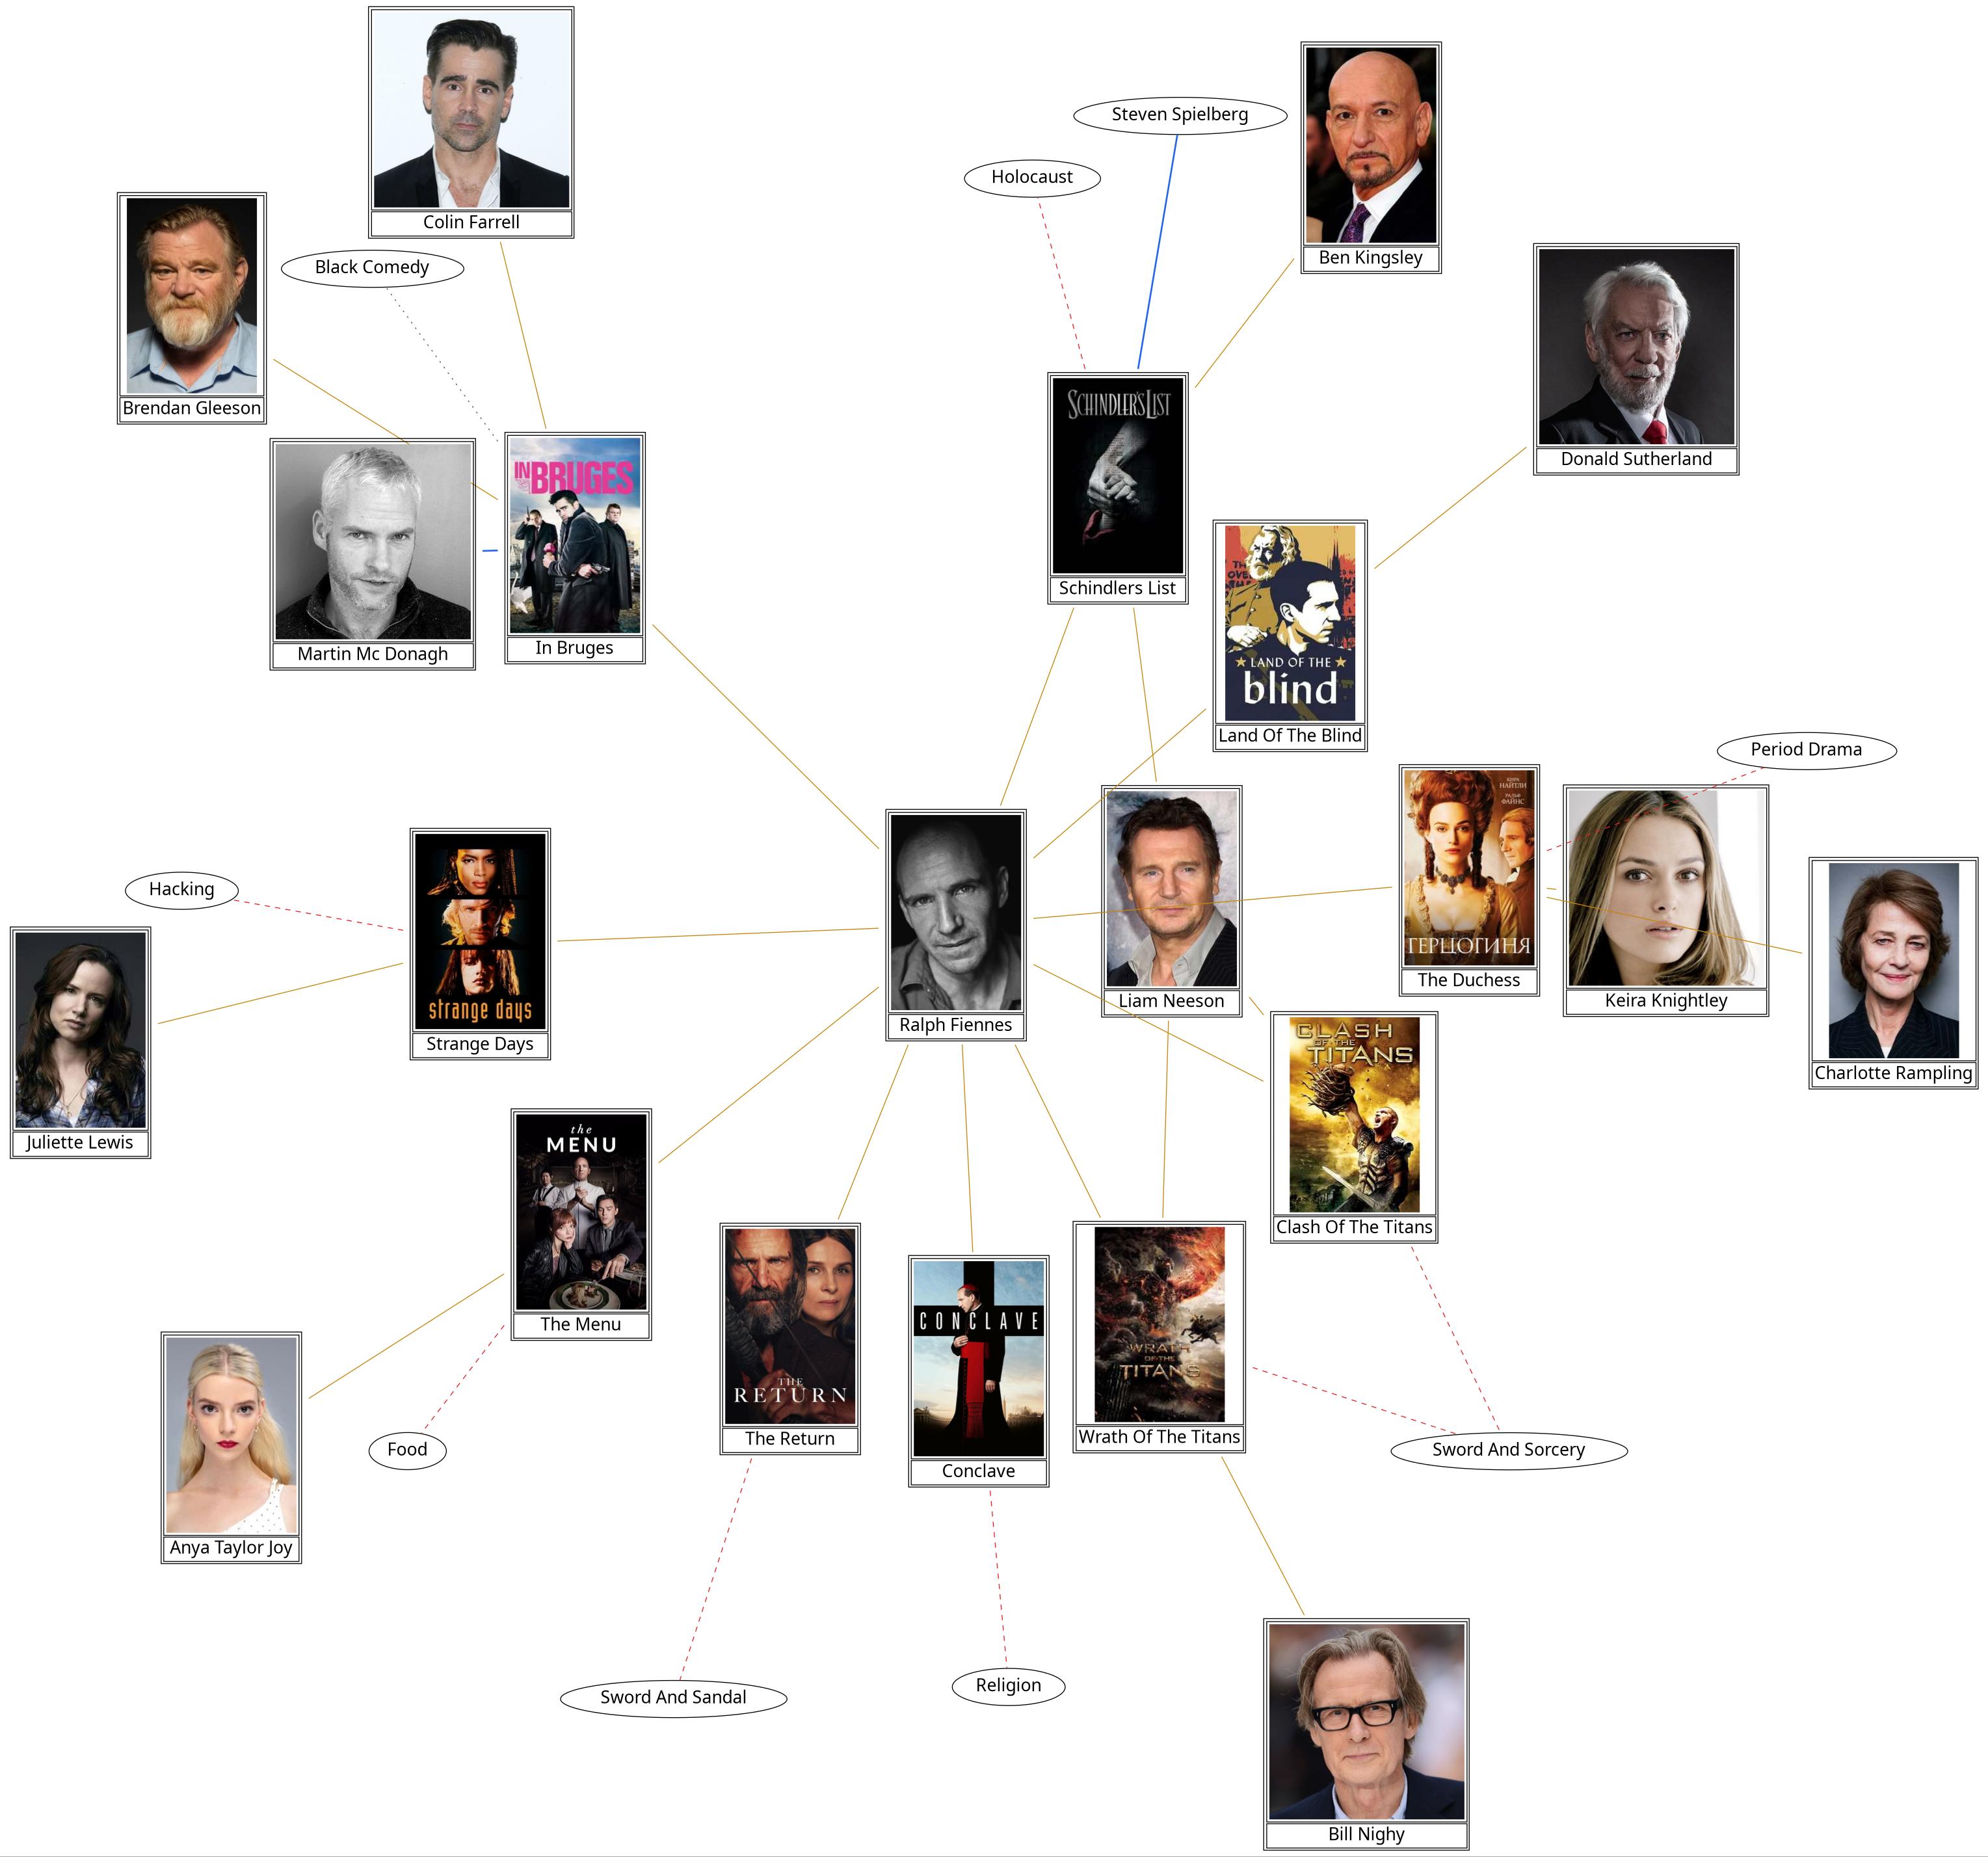 Colin Farrell
Steven Spielberg
Holocaust
Ben Kingsley
Black Comedy
Brendan Gleeson
Donald Sutherland
SCHINDLER'S LIST
Schindlers List
IN
BRUGES
In Bruges
Martin Mc Donagh
LAND OF THE
blind
Land Of The Blind
Period Drama
КИРА
НАЙТЛИ
РАЛЬФ
ФАЙНС
ГЕРЦОГИНЯ
The Duchess
Keira Knightley
Charlotte Rampling
Hacking
Juliette Lewis
strange days
Strange Days
Ralph Fiennes
Liam Neeson
CLASH
OF THE
TITANS
Clash Of The Titans
the
MENU
The Menu
THE
RETURN
The Return
CONCLAVE
Conclave
WRATH
OF THE
TITANS
Wrath Of The Titans
Sword And Sorcery
Food
Anya Taylor Joy
Sword And Sandal
Religion
Bill Nighy